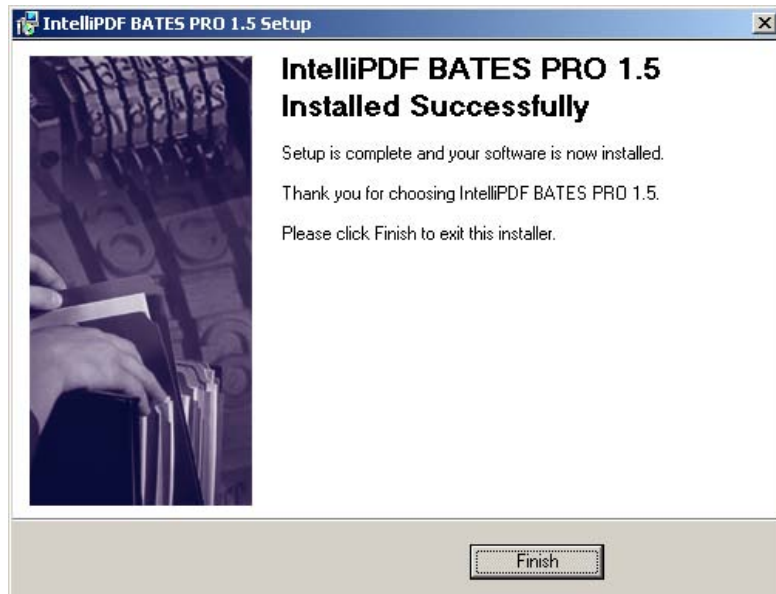 IntelliPDF BATES PRO 1.5 Setup
IntelliPDF BATES PRO 1.5
Installed Successfully
Setup is complete and your software is now installed.
Thank you for choosing IntelliPDF BATES PRO 1.5.
Please click Finish to exit this installer.
Finish